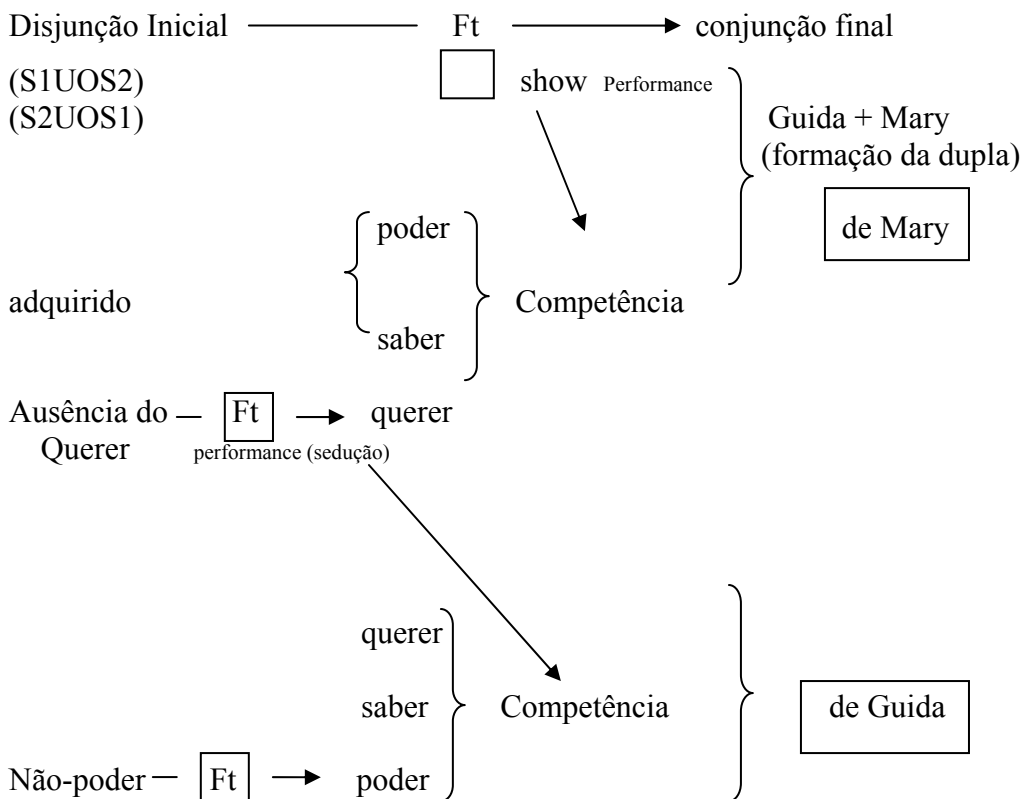 Disjunção Inicial Ft conjunção final
(S1UOS2) show Performance
(S2UOS1) Guida + Mary
(formação da dupla)
poder de Mary
adquirido Competência
saber
Ausência do Ft querer
Querer performance (sedução)
querer
saber Competência de Guida
Não-poder Ft poder